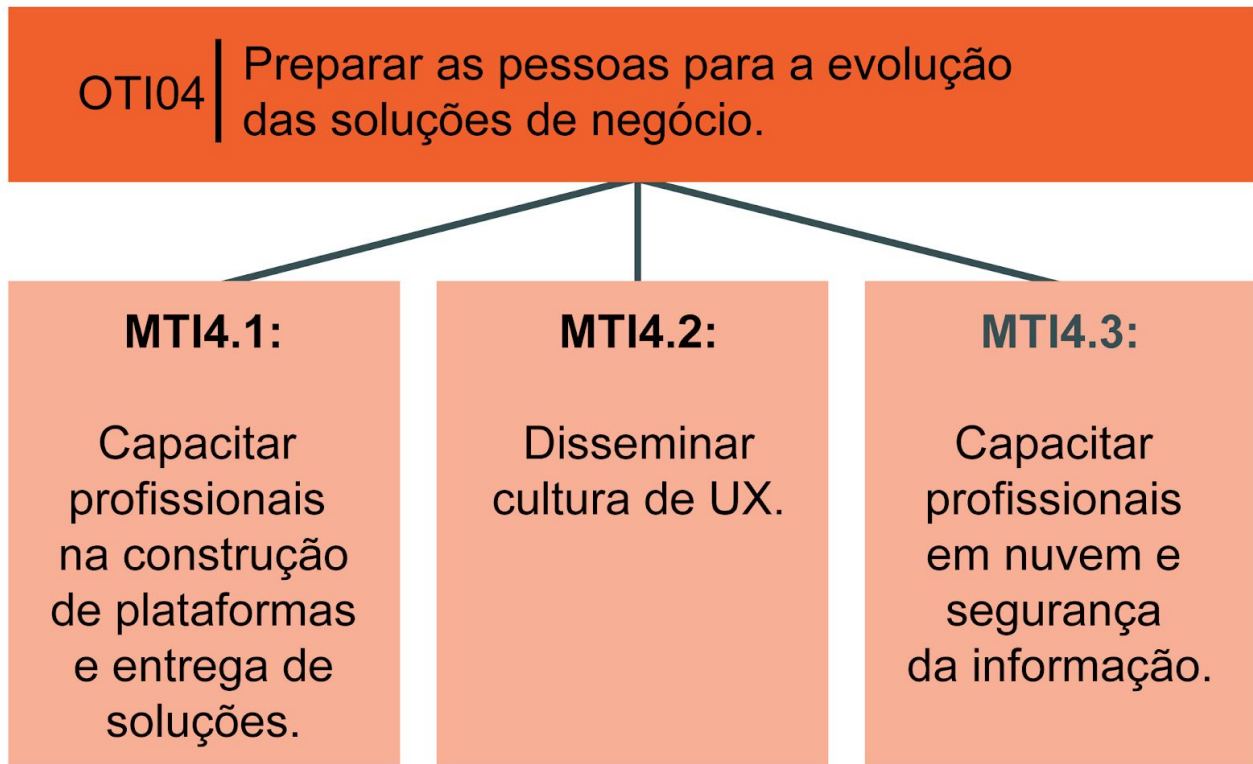 OTI04
Preparar as pessoas para a evolução
das soluções de negócio.
MTI4.1:
Capacitar
profissionais
na construção
de plataformas
e entrega de
soluções.
MTI4.2:
Disseminar
cultura de UX.
MTI4.3:
Capacitar
profissionais
em nuvem e
segurança
da informação.